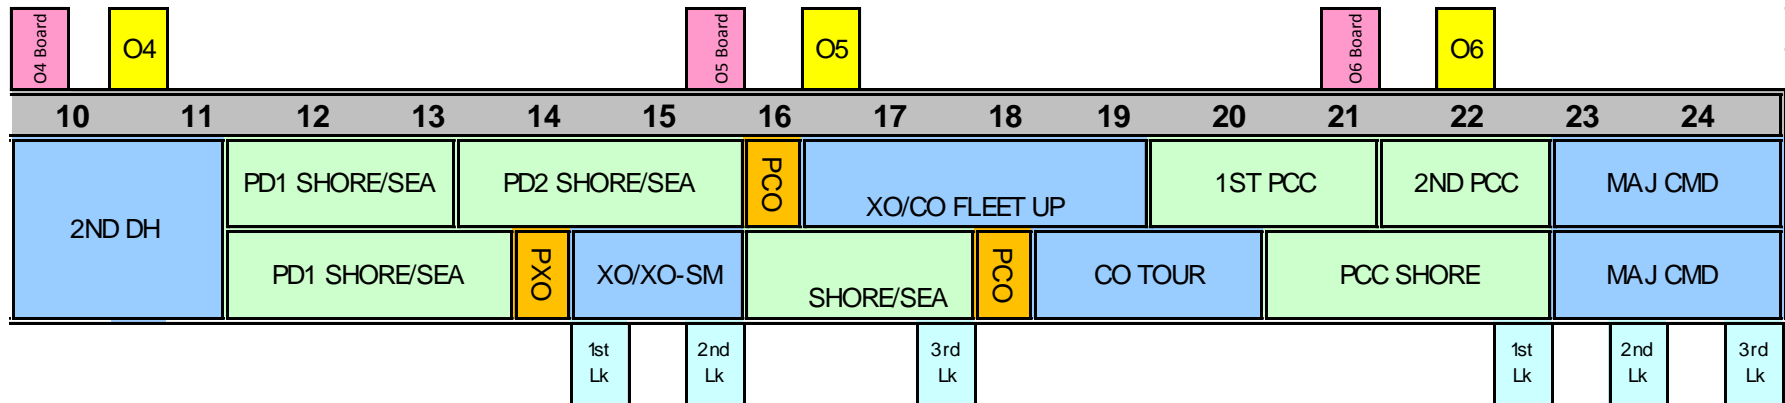 O4 Board
O4
O5 Board
O5
O6 Board
O6
10 11 12 13 14 15 16 17 18 19 20 21 22 23 24
2ND DH
PD1 SHORE/SEA
PD2 SHORE/SEA
PCO
XO/CO FLEET UP
1ST PCC
2ND PCC
MAJ CMD
PD1 SHORE/SEA
PXO
XO/XO-SM
SHORE/SEA
PCO
CO TOUR
PCC SHORE
MAJ CMD
1st
Lk
2nd
Lk
3rd
Lk
1st
Lk
2nd
Lk
3rd
Lk